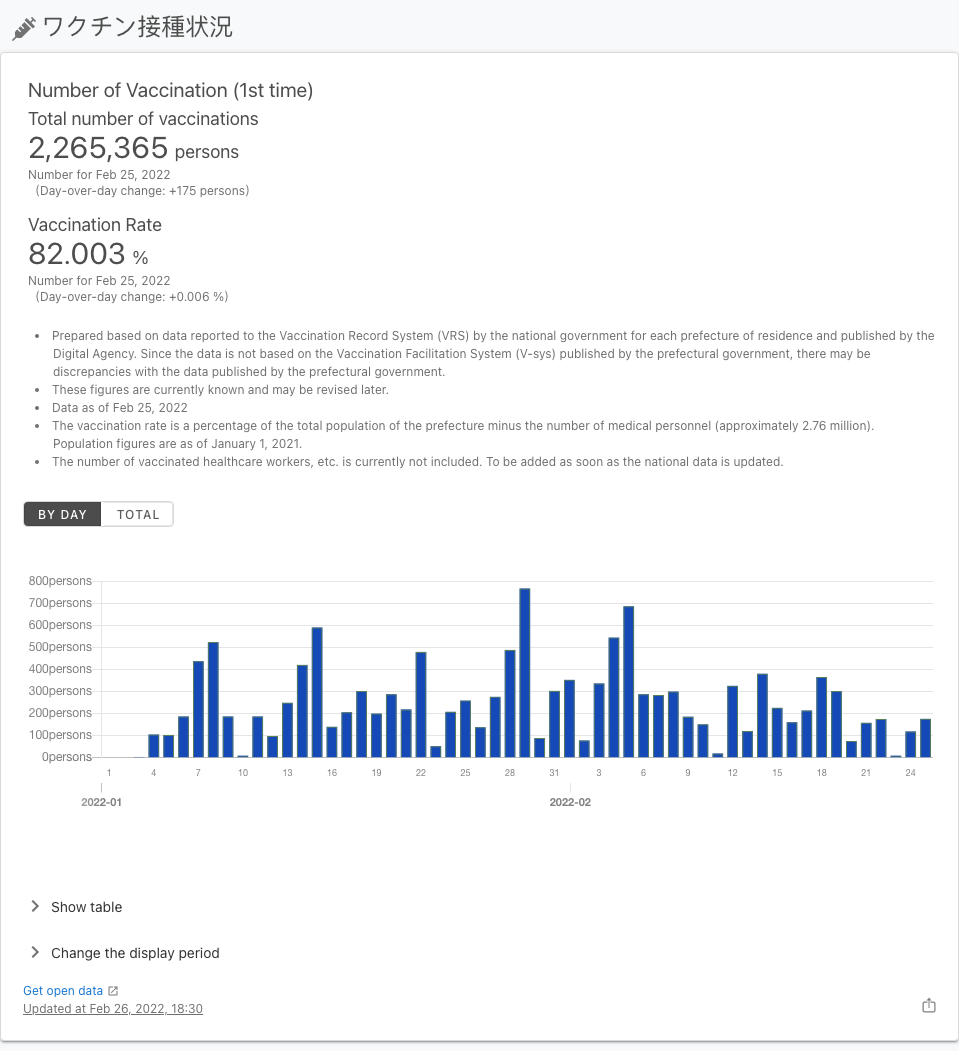 ワクチン接種状況
Number of Vaccination (1st time)
Total number of vaccinations
2,265,365 persons
Number for Feb 25, 2022
(Day-over-day change: +175 persons)
Vaccination Rate
82.003 %
Number for Feb 25, 2022
(Day-over-day change: +0.006 %)
• Prepared based on data reported to the Vaccination Record System (VRS) by the national government for each prefecture of residence and published by the
Digital Agency. Since the data is not based on the Vaccination Facilitation System (V-sys) published by the prefectural government, there may be
discrepancies with the data published by the prefectural government.
• These figures are currently known and may be revised later.
• Data as of Feb 25, 2022
• The vaccination rate is a percentage of the total population of the prefecture minus the number of medical personnel (approximately 2.76 million).
Population figures are as of January 1, 2021.
• The number of vaccinated healthcare workers, etc. is currently not included. To be added as soon as the national data is updated.
BY DAY TOTAL
800persons
700persons
600persons
500persons
400persons
300persons
200persons
100persons
0persons
1 4 7 10 13 16 19 22 25 28 31 3 6 9 12 15 18 21 24
2022-01 2022-02
Show table
Change the display period
Get open data
Updated at Feb 26, 2022, 18:30